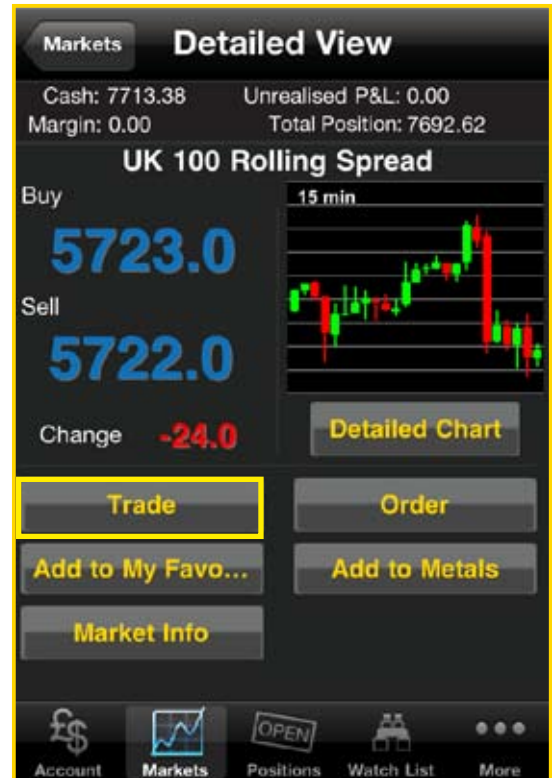 Markets Detailed View
Cash: 7713.38 Unrealised P&L: 0.00
Margin: 0.00 Total Position: 7692.62
UK 100 Rolling Spread
Buy
15 min
5723.0
Sell
5722.0
Change -24.0
Detailed Chart
Trade Order
Add to My Favo... Add to Metals
Market Info
£$ OPEN
Account Markets Positions Watch List More